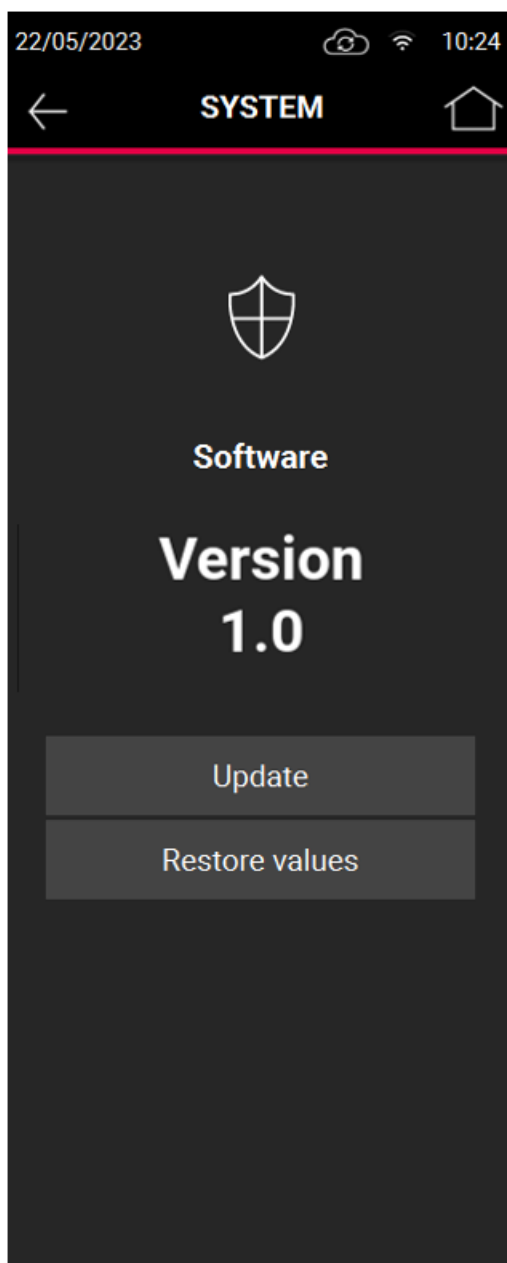 22/05/2023 10:24
SYSTEM
Software
Version
1.0
Update
Restore values